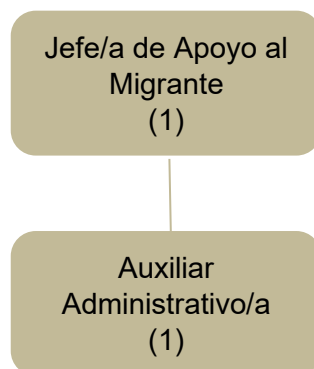 Jefe/a de Apoyo al
Migrante
(1)
Auxiliar
Administrativo/a
(1)